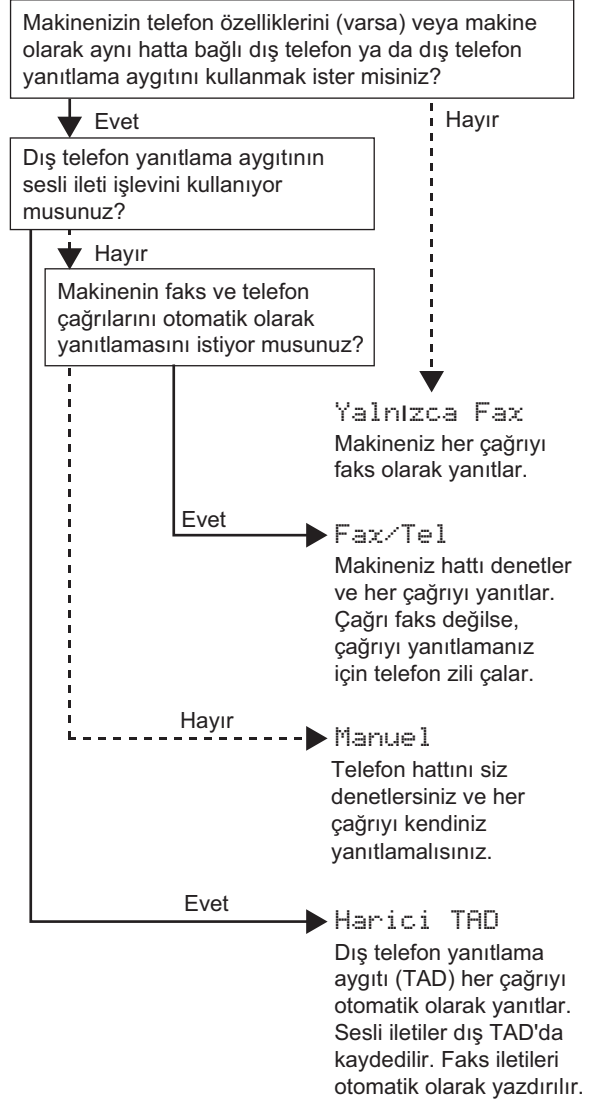 Makinenizin telefon özelliklerini (varsa) veya makine
olarak aynı hatta bağlı dış telefon ya da dış telefon
yanıtlama aygıtını kullanmak ister misiniz?
Evet
Hayır
Dış telefon yanıtlama aygıtının
sesli ileti işlevini kullanıyor
musunuz?
Hayır
Makinenin faks ve telefon
çağrılarını otomatik olarak
yanıtlamasını istiyor musunuz?
Yalnızca Fax
Makineniz her çağrıyı
faks olarak yanıtlar.
Evet
Fax/Tel
Makineniz hattı denetler
ve her çağrıyı yanıtlar.
Çağrı faks değilse,
çağrıyı yanıtlamanız
için telefon zili çalar.
Hayır
Manuel
Telefon hattını siz
denetlersiniz ve her
çağrıyı kendiniz
yanıtlamalısınız.
Evet
Harici TAD
Dış telefon yanıtlama
aygıtı (TAD) her çağrıyı
otomatik olarak yanıtlar.
Sesli iletiler dış TAD'da
kaydedilir. Faks iletileri
otomatik olarak yazdırılır.